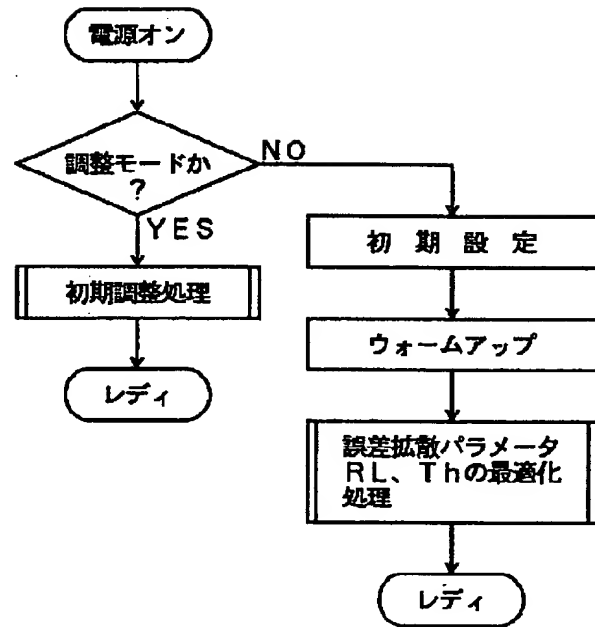 電源オン
調整モードか
?
NO
YES
初期調整処理
レディ
初期設定
ウォームアップ
誤差拡散パラメータ
RL、Thの最適化
処理
レディ